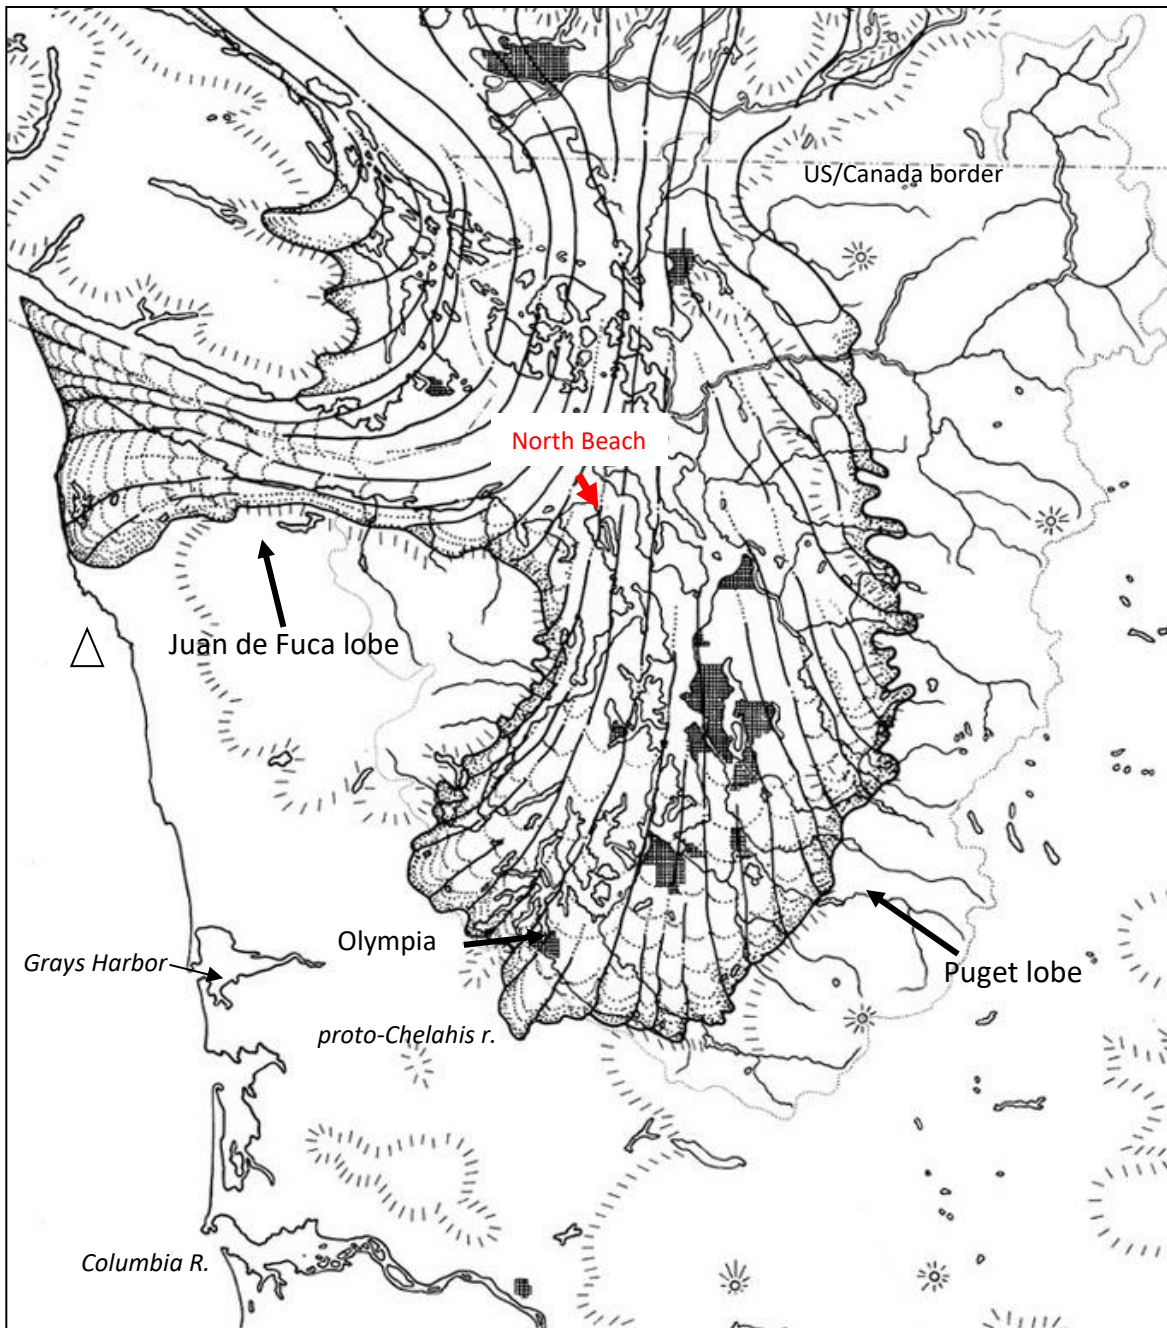 US/Canada border
North Beach
Juan de Fuca lobe
Olympia
Grays Harbor
Puget lobe
proto-Chelahis r.
Columbia R.